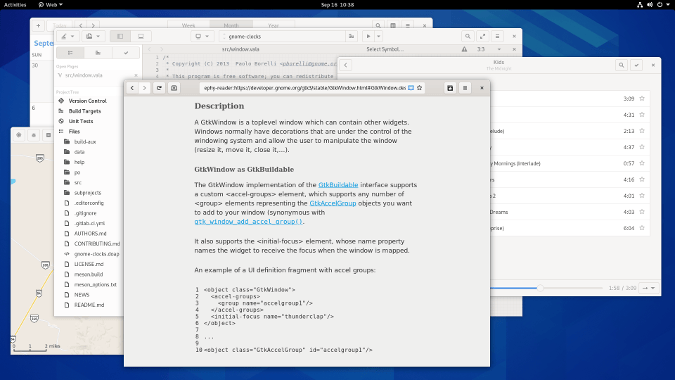 Activities
Web
Sep 18 10:38
Week
Month
Year
Septe
SUN
30
6
gnome-clocks
Open Pages
src/window.vala
Project Tree
Version Control
Build Targets
Unit Tests
Files
build-aux
data
help
po
src
subprojects
.editorconfig
.gitignore
.gitlab-ci.yml
AUTHORS.md
CONTRIBUTING.md
gnome-clocks.doap
LICENSE.md
meson.build
meson_options.txt
NEWS
README.md
src/window.vala
Select Symbol...
3:3
/*
* Copyright (C) 2013 Paolo Borelli <pborelli@gnome.or
*
* This program is free software; you can redistribute
Kids
3:09
4:31
2:13
4:37
0:57
4:16
4:01
4:03
6:04
ude)
y Mornings (Interlude)
Dreams
prise)
1:50 / 3:09
2 miles
ephy-reader:https://developer.gnome.org/gtk3/stable/GtkWindow.html#GtkWindow.des
Description
A GtkWindow is a toplevel window which can contain other widgets.
Windows normally have decorations that are under the control of the
windowing system and allow the user to manipulate the window
(resize it, move it, close it,...).
GtkWindow as GtkBuildable
The GtkWindow implementation of the GtkBuildable interface supports
a custom <accel-groups> element, which supports any number of
<group> elements representing the GtkAccelGroup objects you want
to add to your window (synonymous with
gtk_window_add_accel_group().
It also supports the <initial-focus> element, whose name property
names the widget to receive the focus when the window is mapped.
An example of a UI definition fragment with accel groups:
1 <object class="GtkWindow">
2 <accel-groups>
3 <group name="accelgroup1"/>
4 </accel-groups>
5 <initial-focus name="thunderclap"/>
6 </object>
7
8 ...
9
10 <object class="GtkAccelGroup" id="accelgroup1"/>